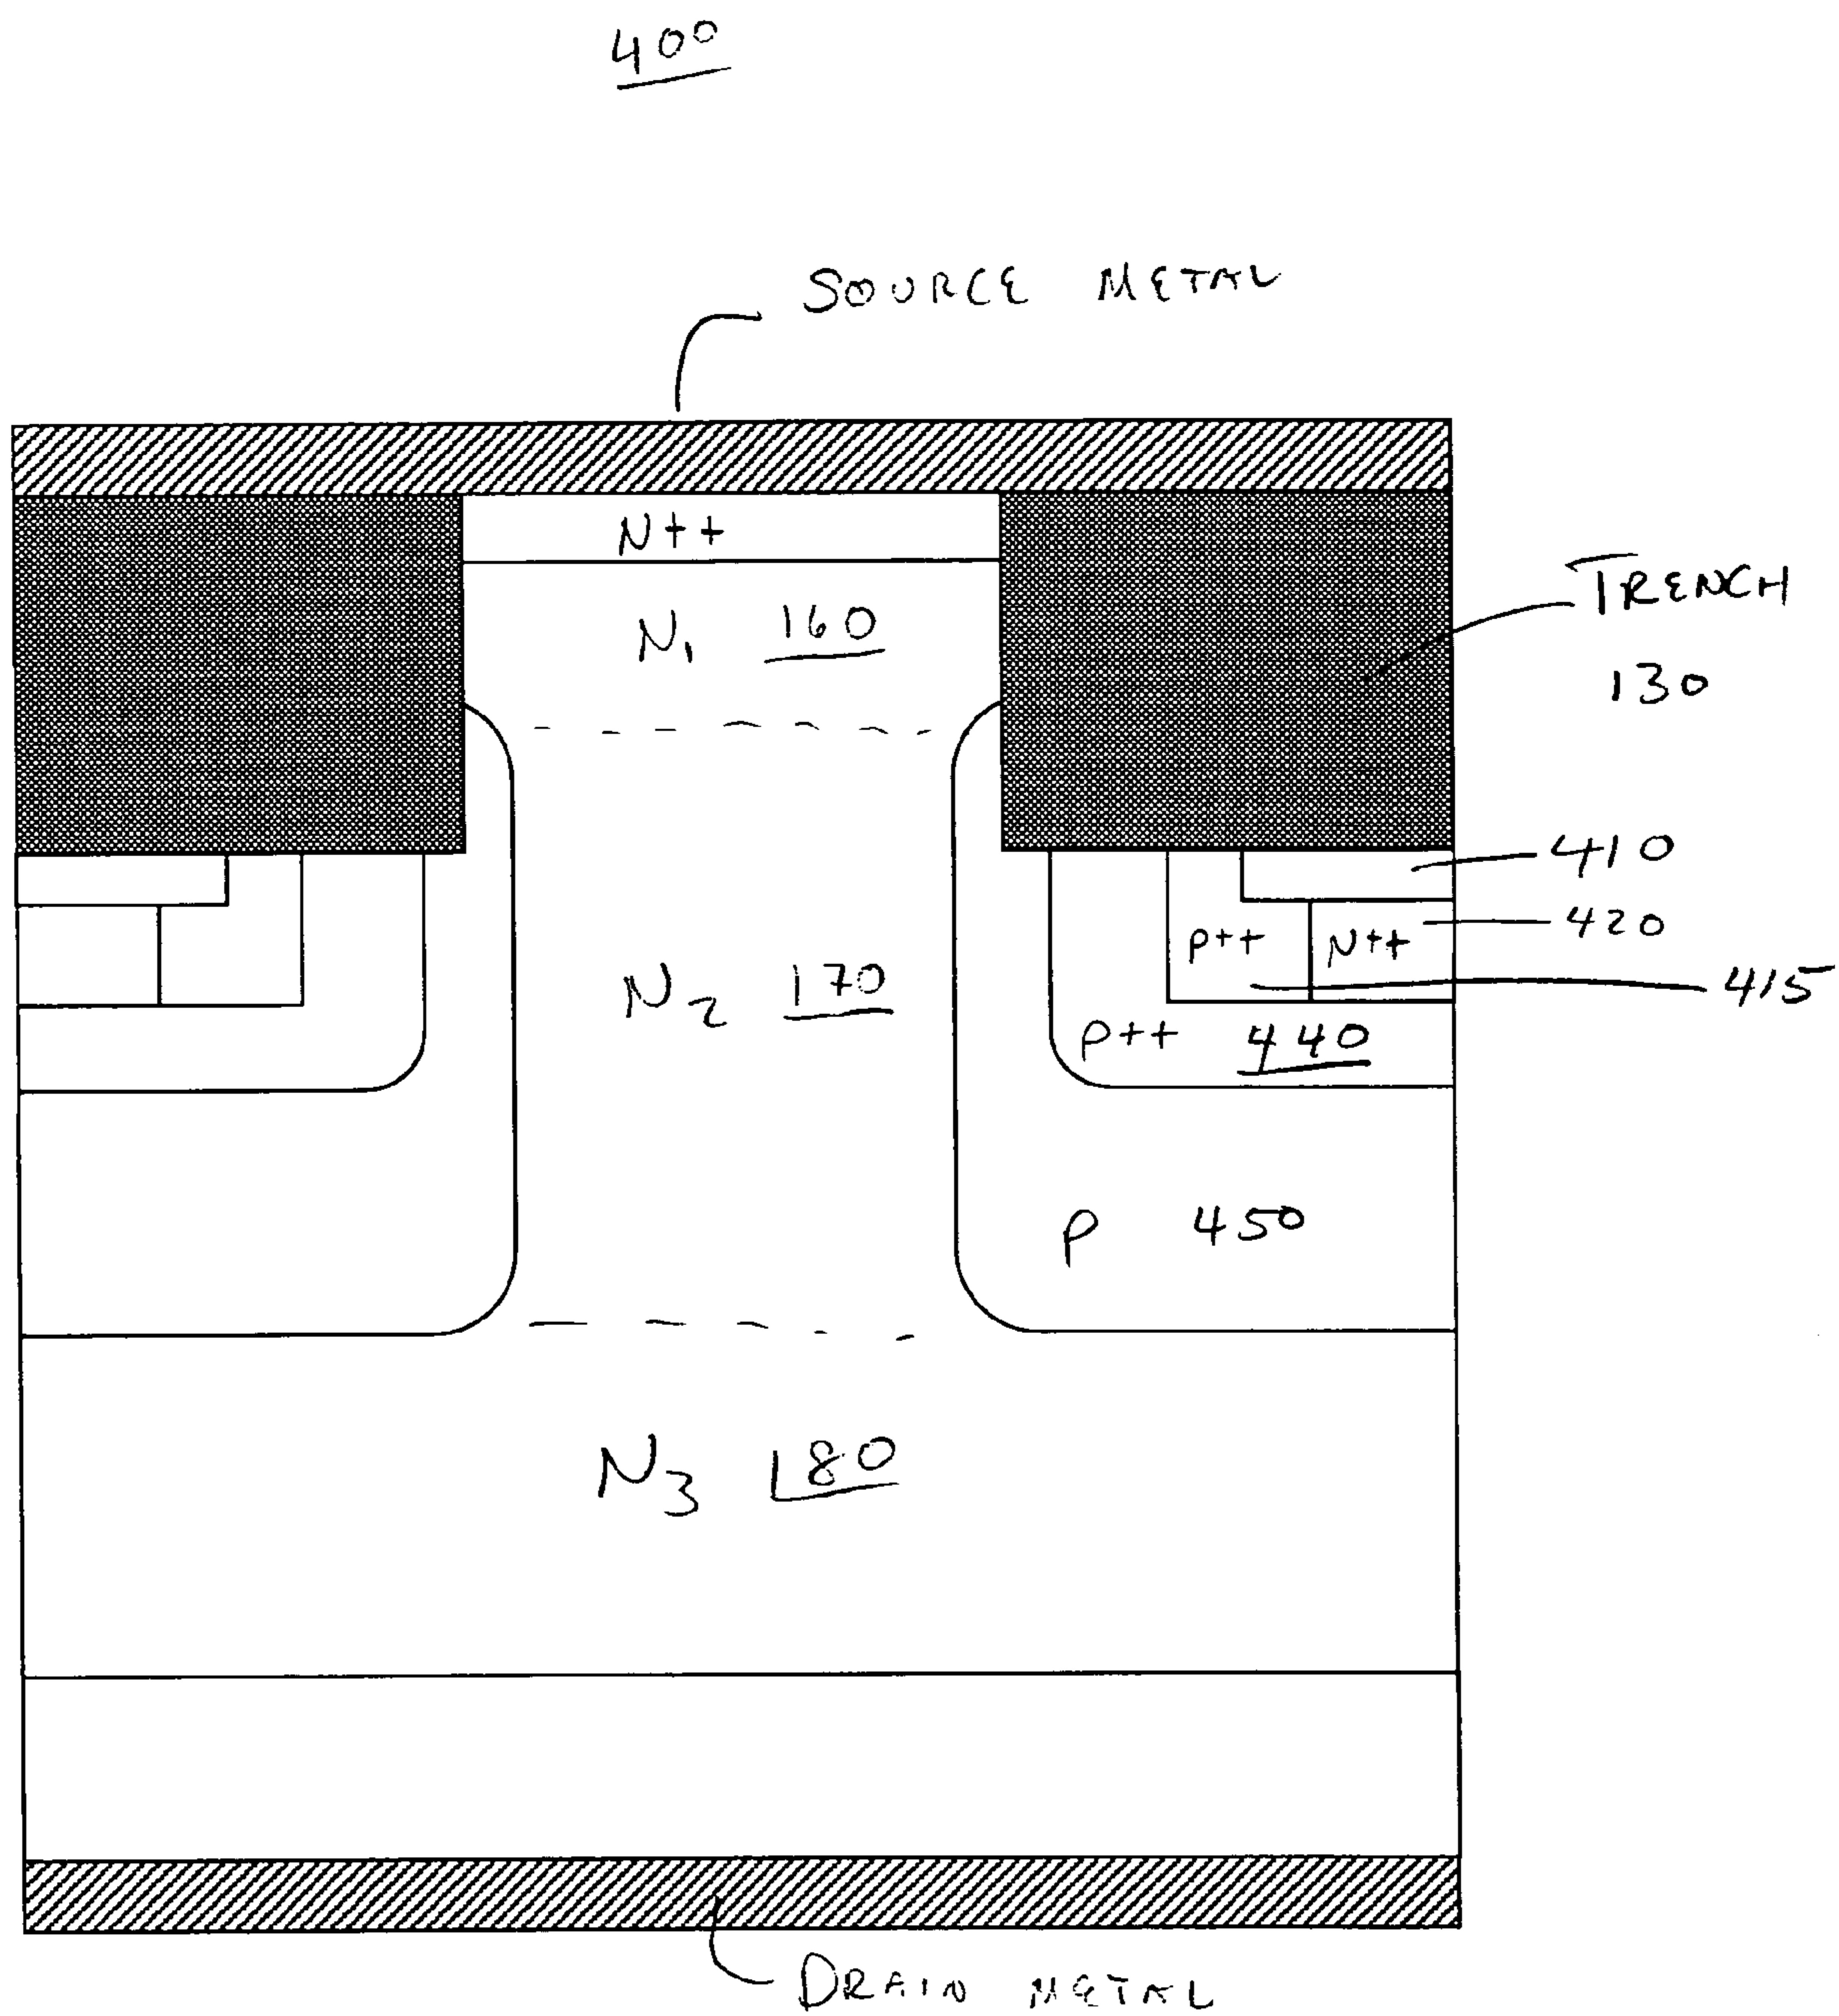 400
SOURCE METAL
N++
N1 160
TRENCH
130
410
420
P++ N++
415
N2 170
P++ 440
P 450
N3 180
DRAIN METAL